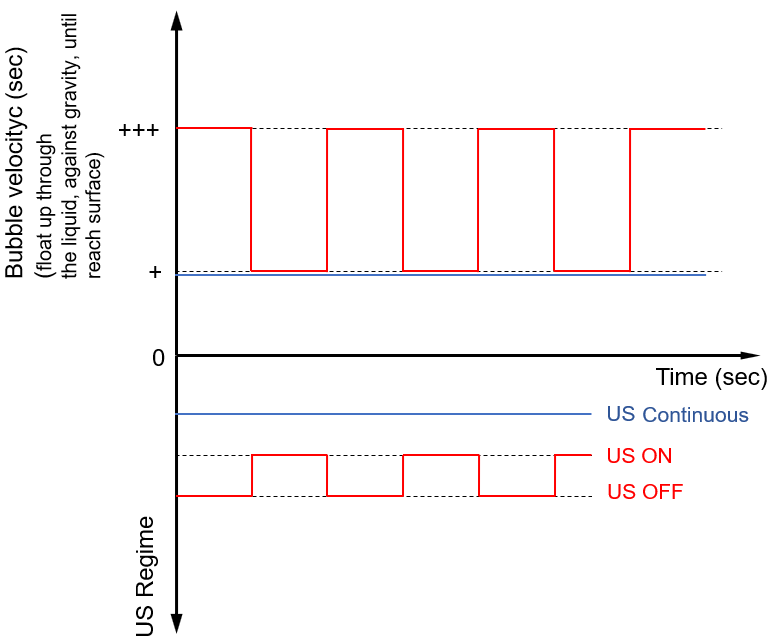 Bubble velocityc (sec)
(float up through
the liquid, against gravity, until
reach surface)
+++
+
0
Time (sec)
US Continuous
US ON
US OFF
US Regime